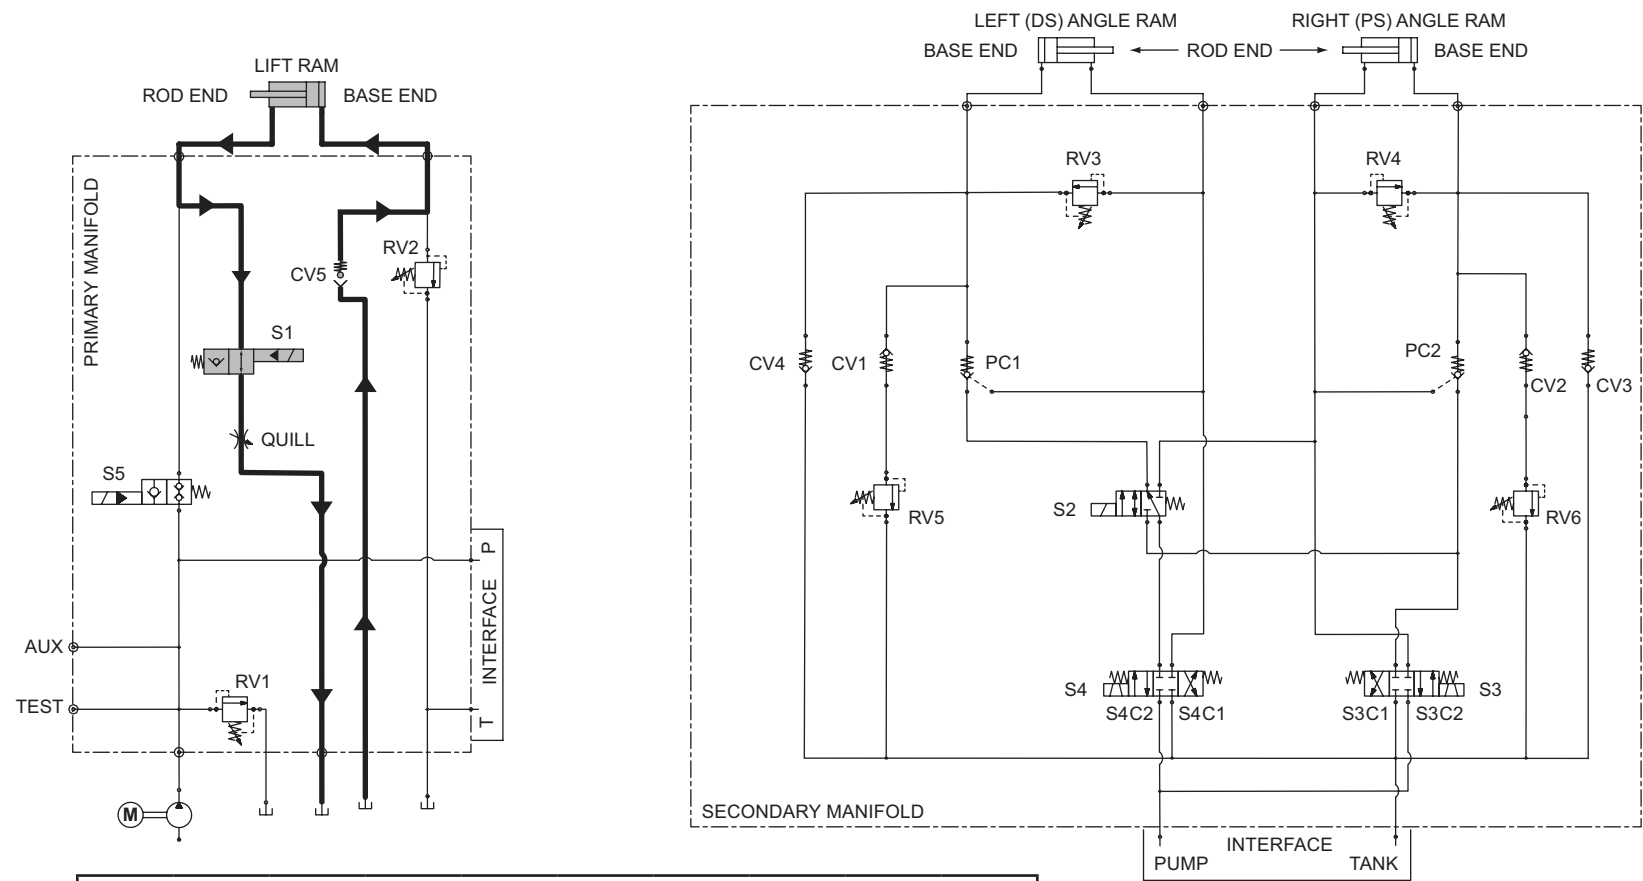 LIFT RAM
ROD END
BASE END
PRIMARY MANIFOLD
RV2
CV5
S1
QUILL
S5
P
INTERFACE
T
AUX
RV1
TEST
M
LEFT (DS) ANGLE RAM
RIGHT (PS) ANGLE RAM
BASE END
ROD END
BASE END
RV3
RV4
CV4
CV1
PC1
PC2
CV2
CV3
S2
RV5
RV6
S4
S3
S4C2
S4C1
S3C1
S3C2
SECONDARY MANIFOLD
INTERFACE
PUMP
TANK